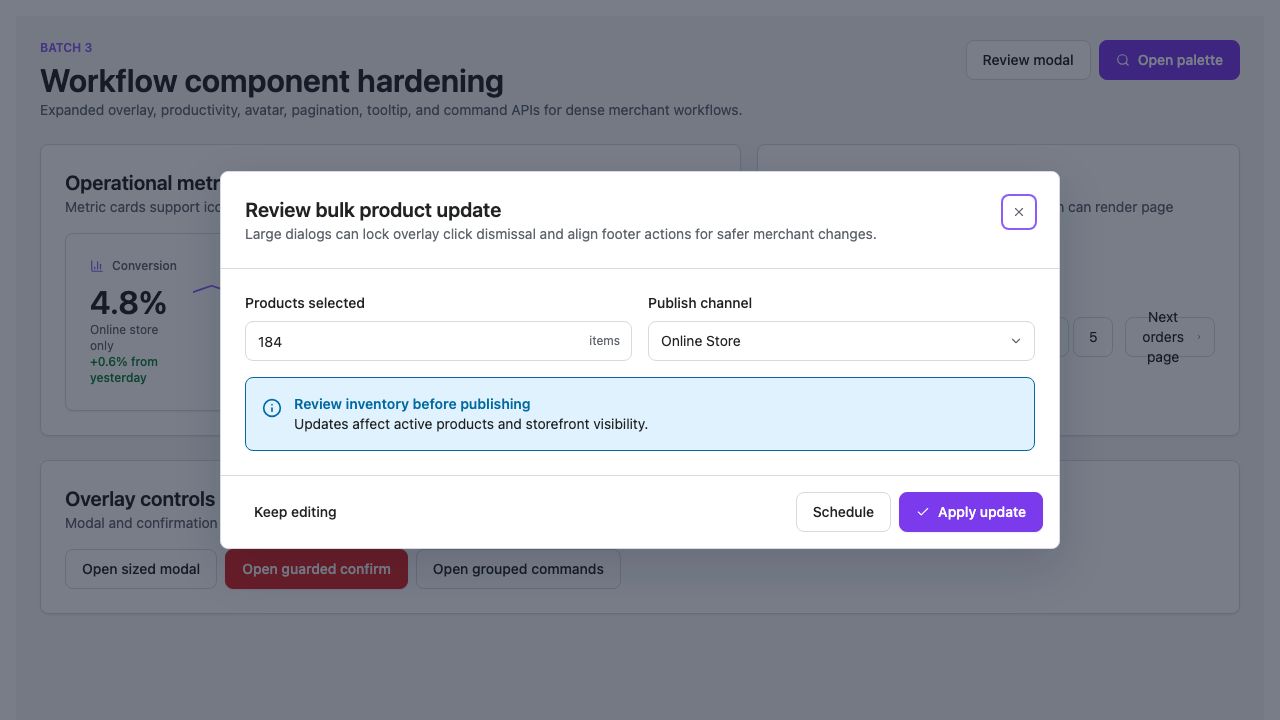 BATCH 3
Workflow component hardening
Expanded overlay, productivity, avatar, pagination, tooltip, and command APIs for dense merchant workflows.
Review modal
Open palette
Operational metr
Metric cards support ico
n can render page
Conversion
4.8%
Online store
only
+0.6% from
yesterday
5
Next
orders
page
Review bulk product update
Large dialogs can lock overlay click dismissal and align footer actions for safer merchant changes.
Products selected
184
items
Publish channel
Online Store
Review inventory before publishing
Updates affect active products and storefront visibility.
Keep editing
Schedule
Apply update
Overlay controls
Modal and confirmation
Open sized modal
Open guarded confirm
Open grouped commands